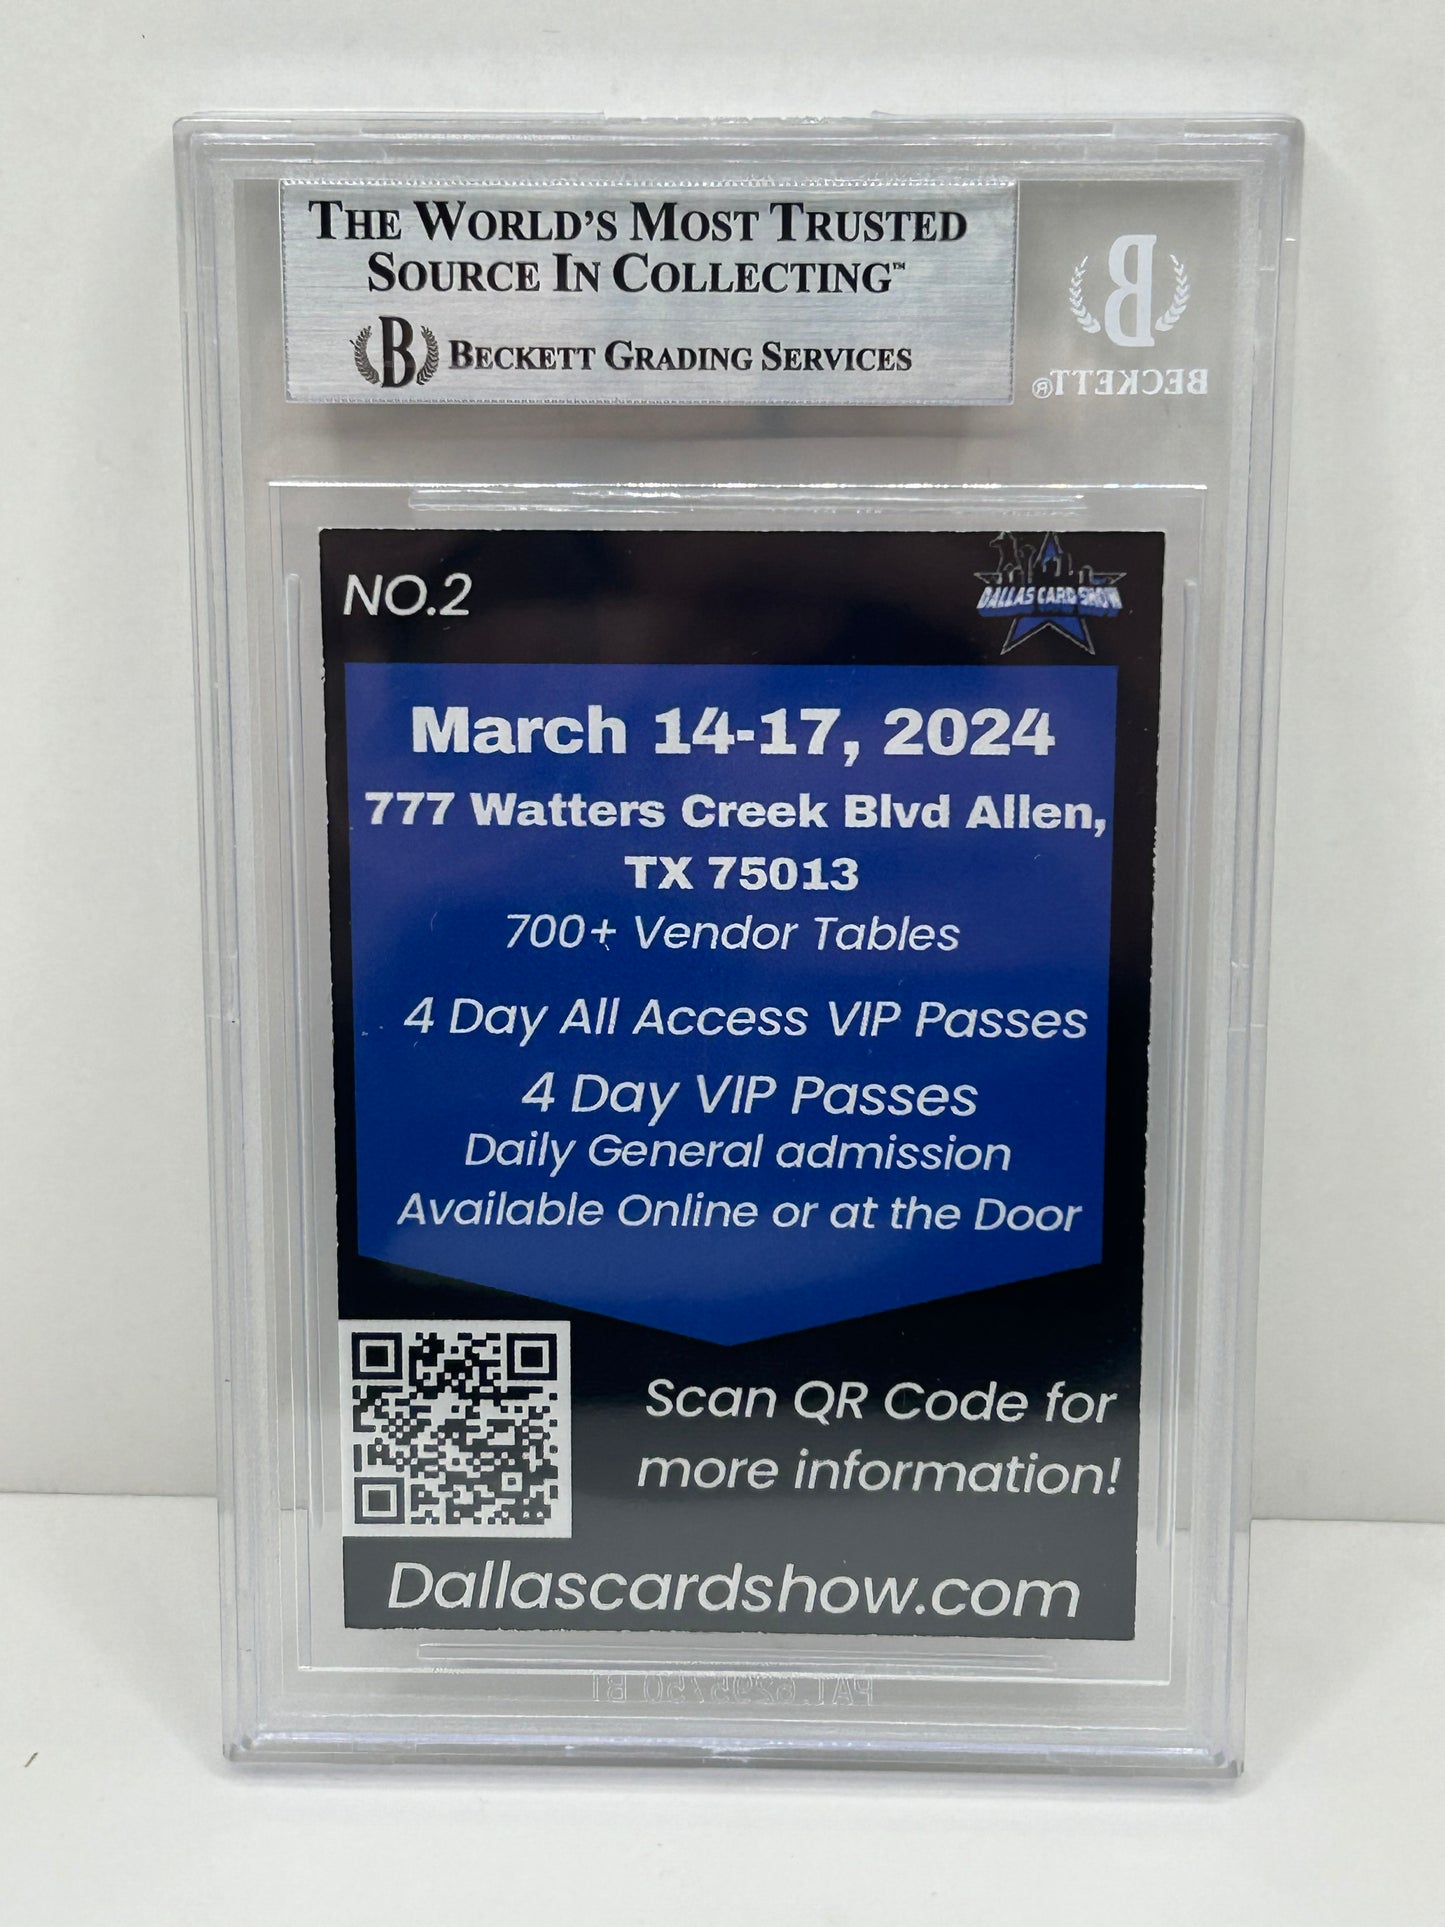 THE WORLD'S MOST TRUSTED
SOURCE IN COLLECTING™
B BECKETT GRADING SERVICES
B
BECKETT®
NO.2
DALLAS CARD SHOW
March 14-17, 2024
777 Watters Creek Blvd Allen,
TX 75013
700+ Vendor Tables
4 Day All Access VIP Passes
4 Day VIP Passes
Daily General admission
Available Online or at the Door
Scan QR Code for
more information!
Dallascardshow.com